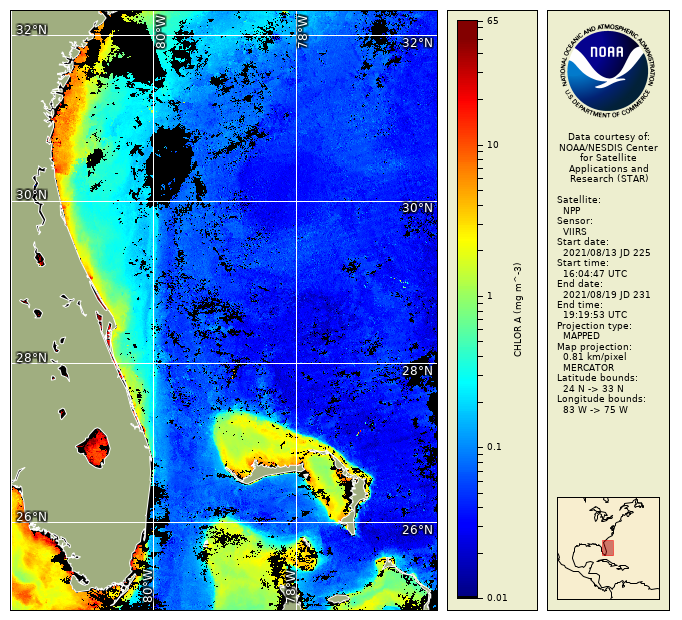 32°N
80°W
78°W
32°N
30°N
30°N
28°N
28°N
26°N
26°N
80°W
78°W
65
10
1
0.1
0.01
CHLOR A (mg m^-3)
NATIONAL OCEANIC AND ATMOSPHERIC ADMINISTRATION
NOAA
U.S. DEPARTMENT OF COMMERCE
Data courtesy of:
NOAA/NESDIS Center
for Satellite
Applications and
Research (STAR)
Satellite:
NPP
Sensor:
VIIRS
Start date:
2021/08/13 JD 225
Start time:
16:04:47 UTC
End date:
2021/08/19 JD 231
End time:
19:19:53 UTC
Projection type:
MAPPED
Map projection:
0.81 km/pixel
MERCATOR
Latitude bounds:
24 N -> 33 N
Longitude bounds:
83 W -> 75 W